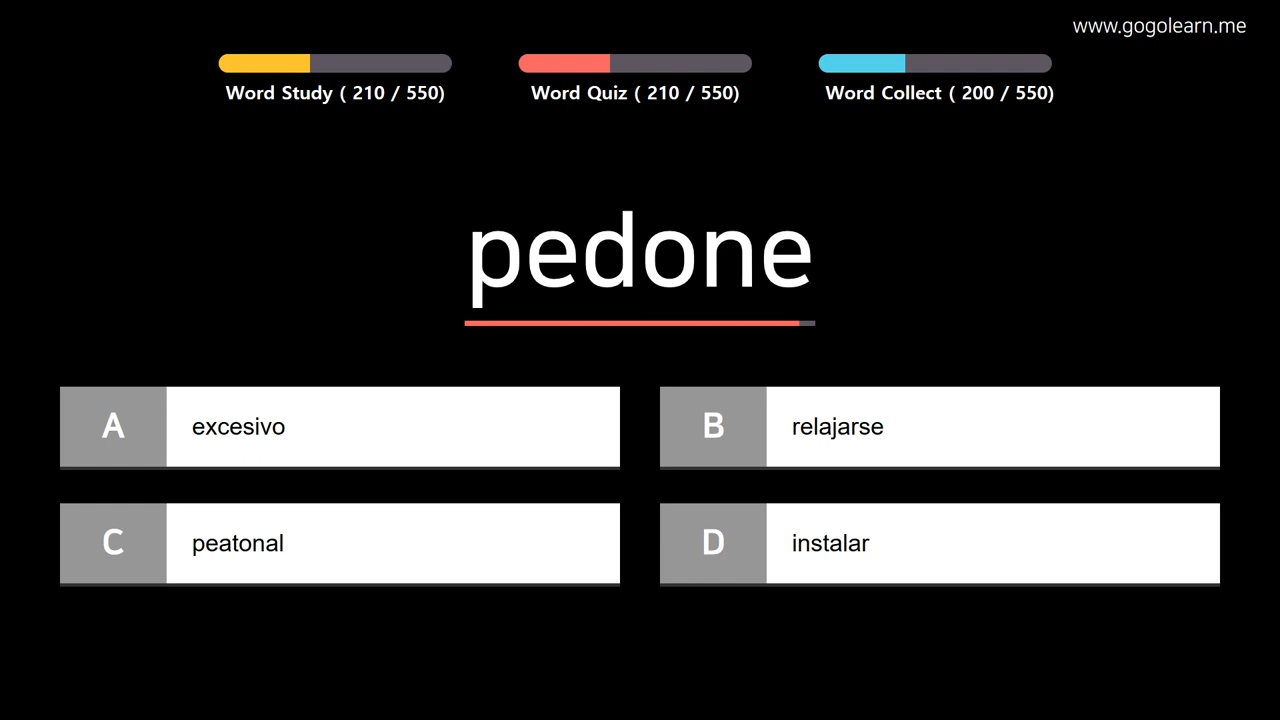 www.gogolearn.me
Word Study ( 210 / 550)
Word Quiz ( 210 / 550)
Word Collect ( 200 / 550)
pedone
A excesivo
B relajarse
C peatonal
D instalar